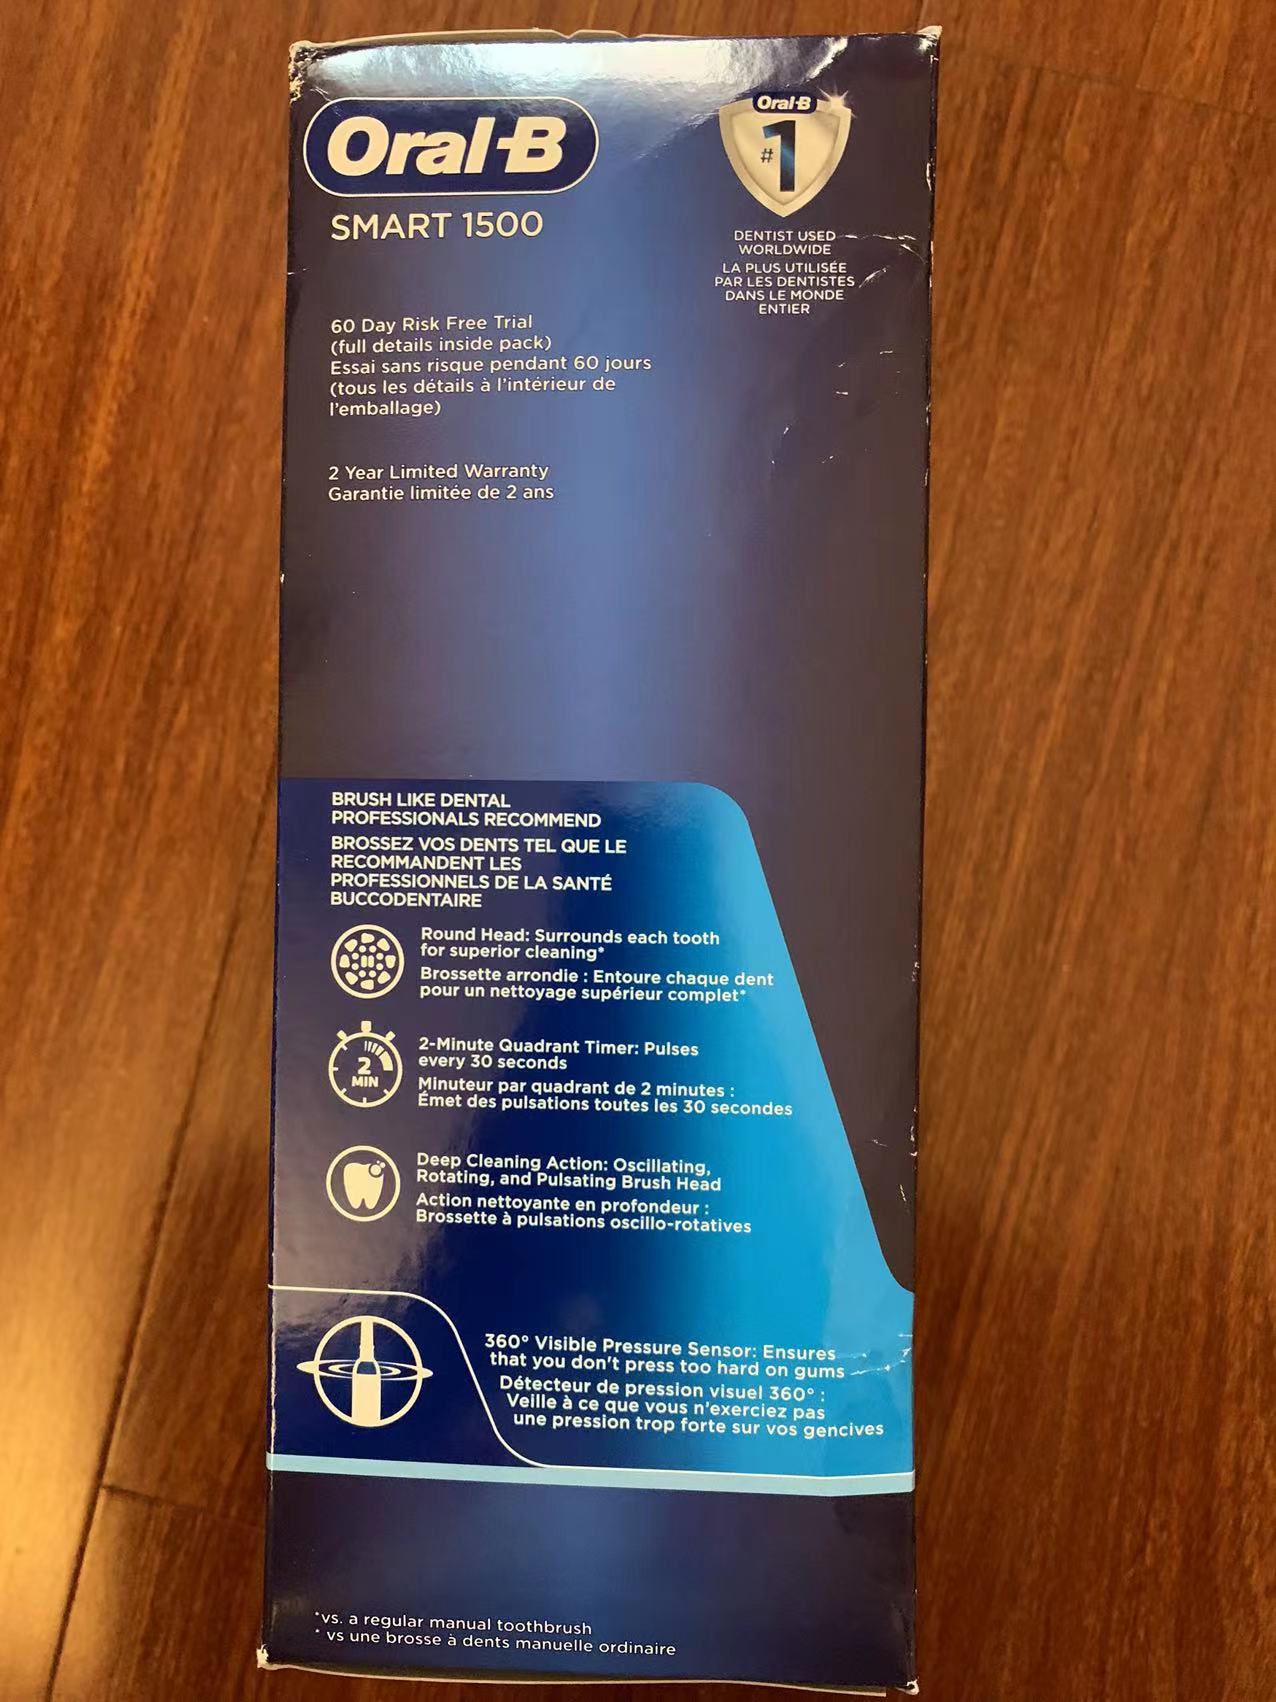 Oral-B
SMART 1500
Oral-B
#1
DENTIST USED
WORLDWIDE
LA PLUS UTILISÉE
PAR LES DENTISTES
DANS LE MONDE
ENTIER
60 Day Risk Free Trial
(full details inside pack)
Essai sans risque pendant 60 jours
(tous les détails à l'intérieur de
l'emballage)
2 Year Limited Warranty
Garantie limitée de 2 ans
BRUSH LIKE DENTAL
PROFESSIONALS RECOMMEND
BROSSEZ VOS DENTS TEL QUE LE
RECOMMANDENT LES
PROFESSIONNELS DE LA SANTÉ
BUCCODENTAIRE
Round Head: Surrounds each tooth
for superior cleaning*
Brossette arrondie : Entoure chaque dent
pour un nettoyage supérieur complet*
2
MIN
2-Minute Quadrant Timer: Pulses
every 30 seconds
Minuteur par quadrant de 2 minutes :
Émet des pulsations toutes les 30 secondes
Deep Cleaning Action: Oscillating,
Rotating, and Pulsating Brush Head
Action nettoyante en profondeur :
Brossette à pulsations oscillo-rotatives
360° Visible Pressure Sensor: Ensures
that you don't press too hard on gums
Détecteur de pression visuel 360° :
Veille à ce que vous n'exerciez pas
une pression trop forte sur vos gencives
*vs. a regular manual toothbrush
* vs une brosse à dents manuelle ordinaire